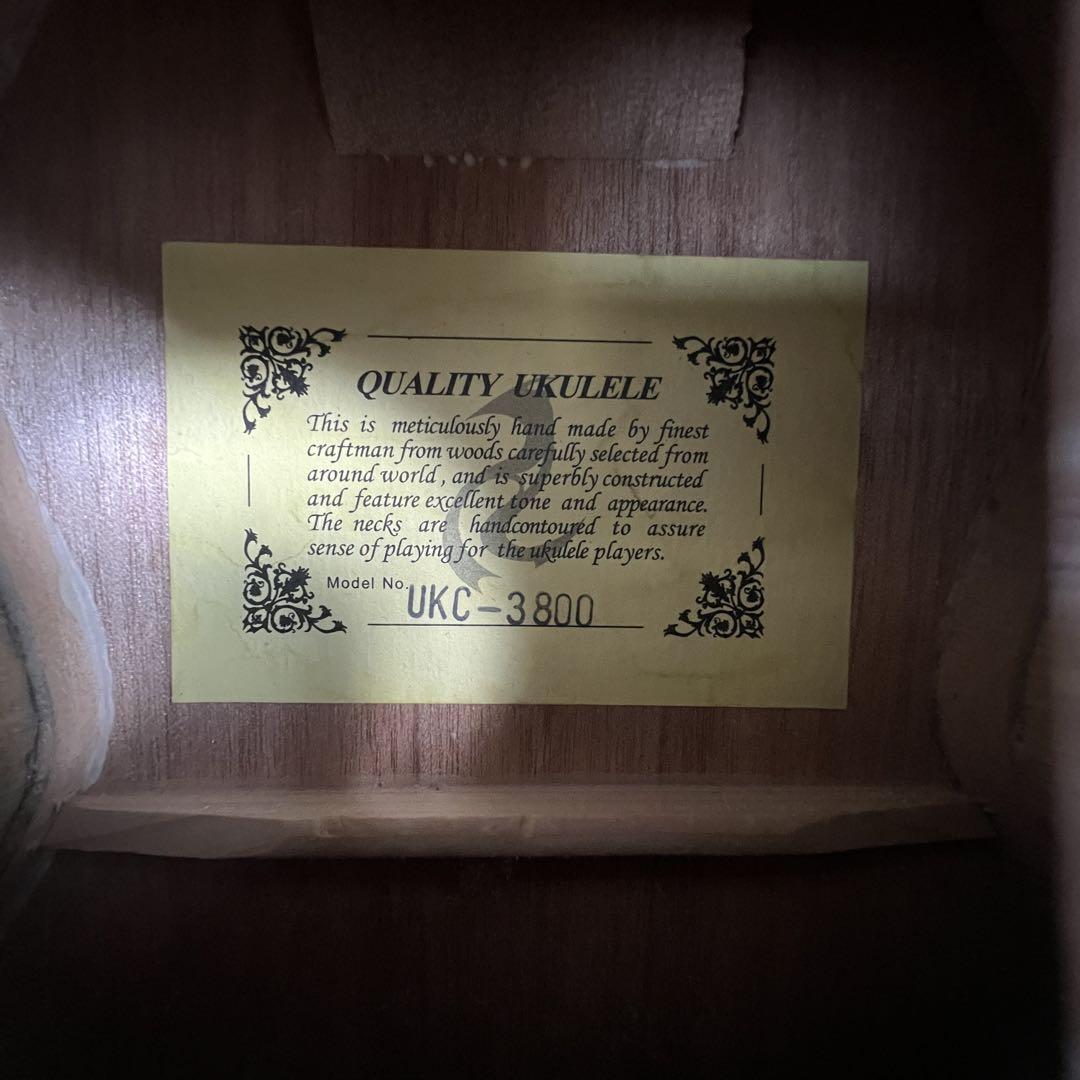 QUALITY UKULELE
This is meticulously hand made by finest
craftman from woods carefully selected from
around world, and is superbly constructed
and feature excellent tone and appearance.
The necks are handcontoured to assure
sense of playing for the ukulele players.
Model No. UKC-3800